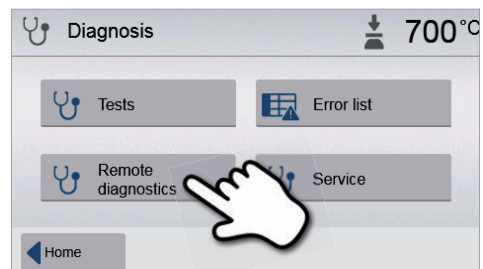 Diagnosis
700°C
Tests
Error list
Remote
diagnostics
Service
Home